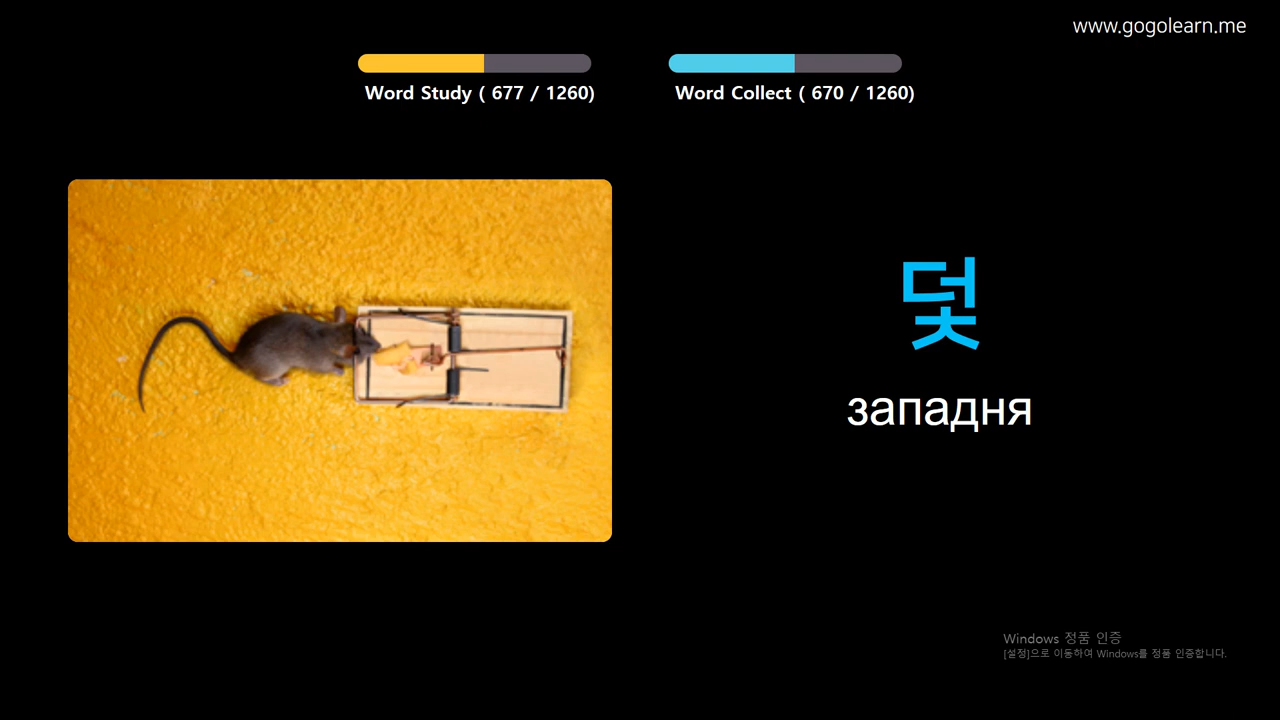 www.gogolearn.me
Word Study ( 677 / 1260)
Word Collect ( 670 / 1260)
덫
западня
Windows 정품 인증
[설정]으로 이동하여 Windows를 정품 인증합니다.